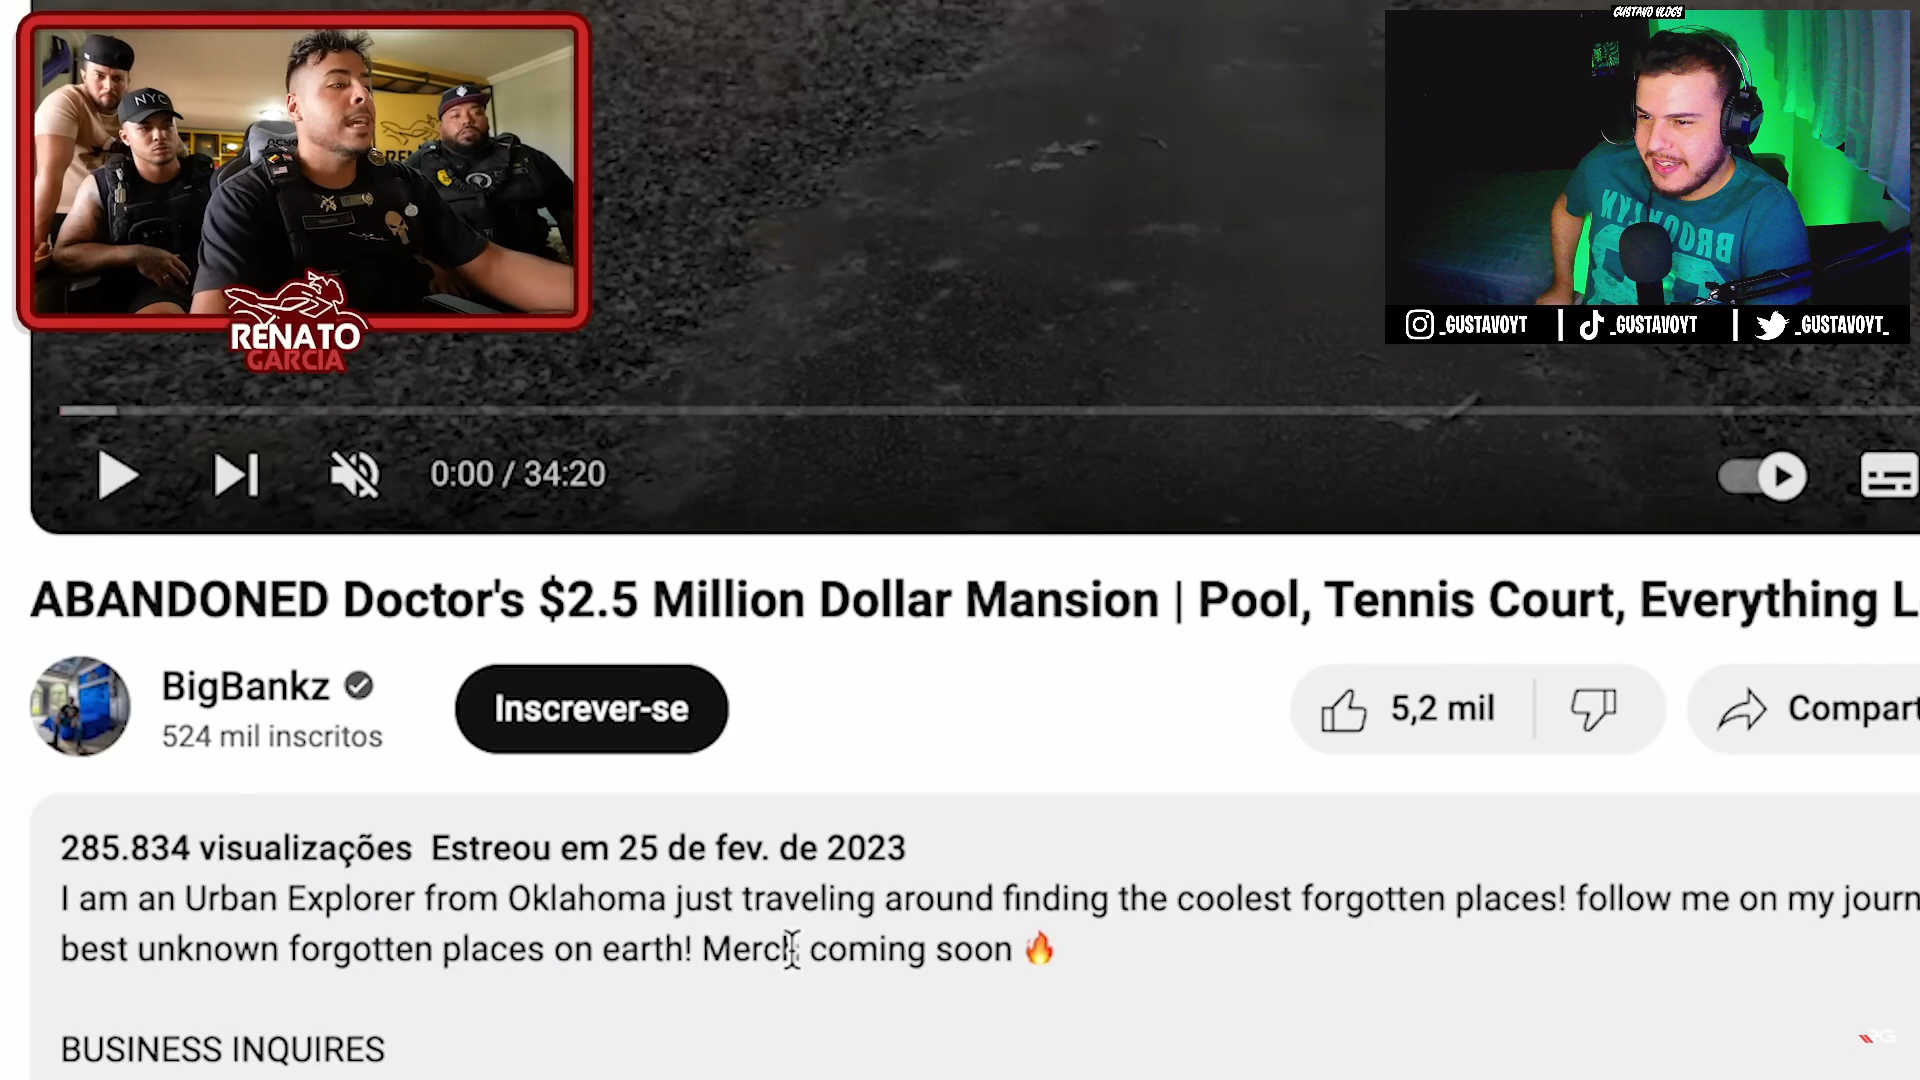 GUSTAVO VLOGS
NYC
RENATO
GARCIA
BROOKLYN
_GUSTAVOYT | _GUSTAVOYT | _GUSTAVOYT_
0:00 / 34:20
ABANDONED Doctor's $2.5 Million Dollar Mansion | Pool, Tennis Court, Everything L
BigBankz
524 mil inscritos
Inscrever-se
5,2 mil
Compart
285.834 visualizações Estreou em 25 de fev. de 2023
I am an Urban Explorer from Oklahoma just traveling around finding the coolest forgotten places! follow me on my journ
best unknown forgotten places on earth! Merch coming soon 🔥
BUSINESS INQUIRES
RG